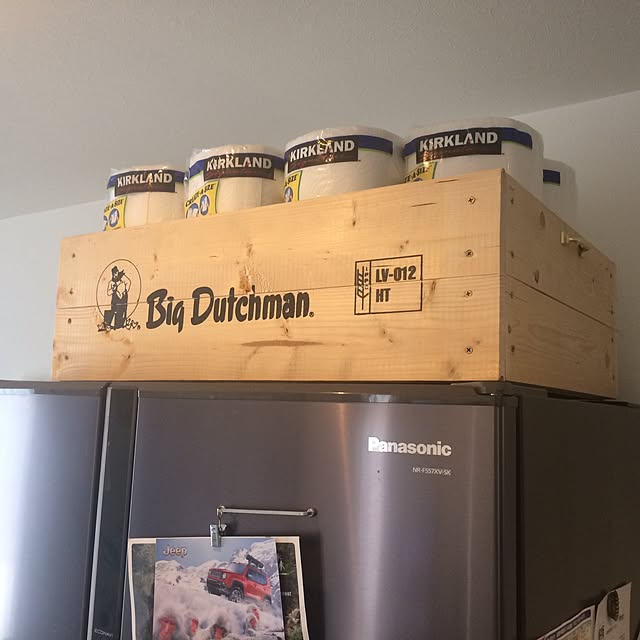 KIRKLAND
KIRKLAND
KIRKLAND
KIRKLAND
Big Dutchman®
LV-012
HT
Panasonic
NR-F557XV-SK
Jeep